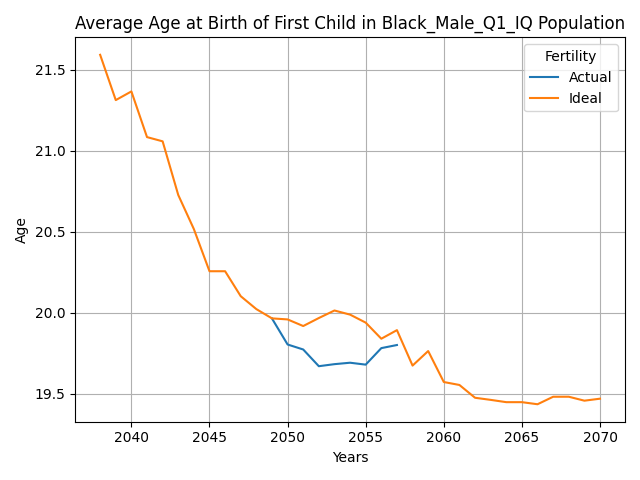 Average Age at Birth of First Child in Black_Male_Q1_IQ Population
Fertility
Actual
Ideal
Age
21.5
21.0
20.5
20.0
19.5
2040
2045
2050
2055
2060
2065
2070
Years